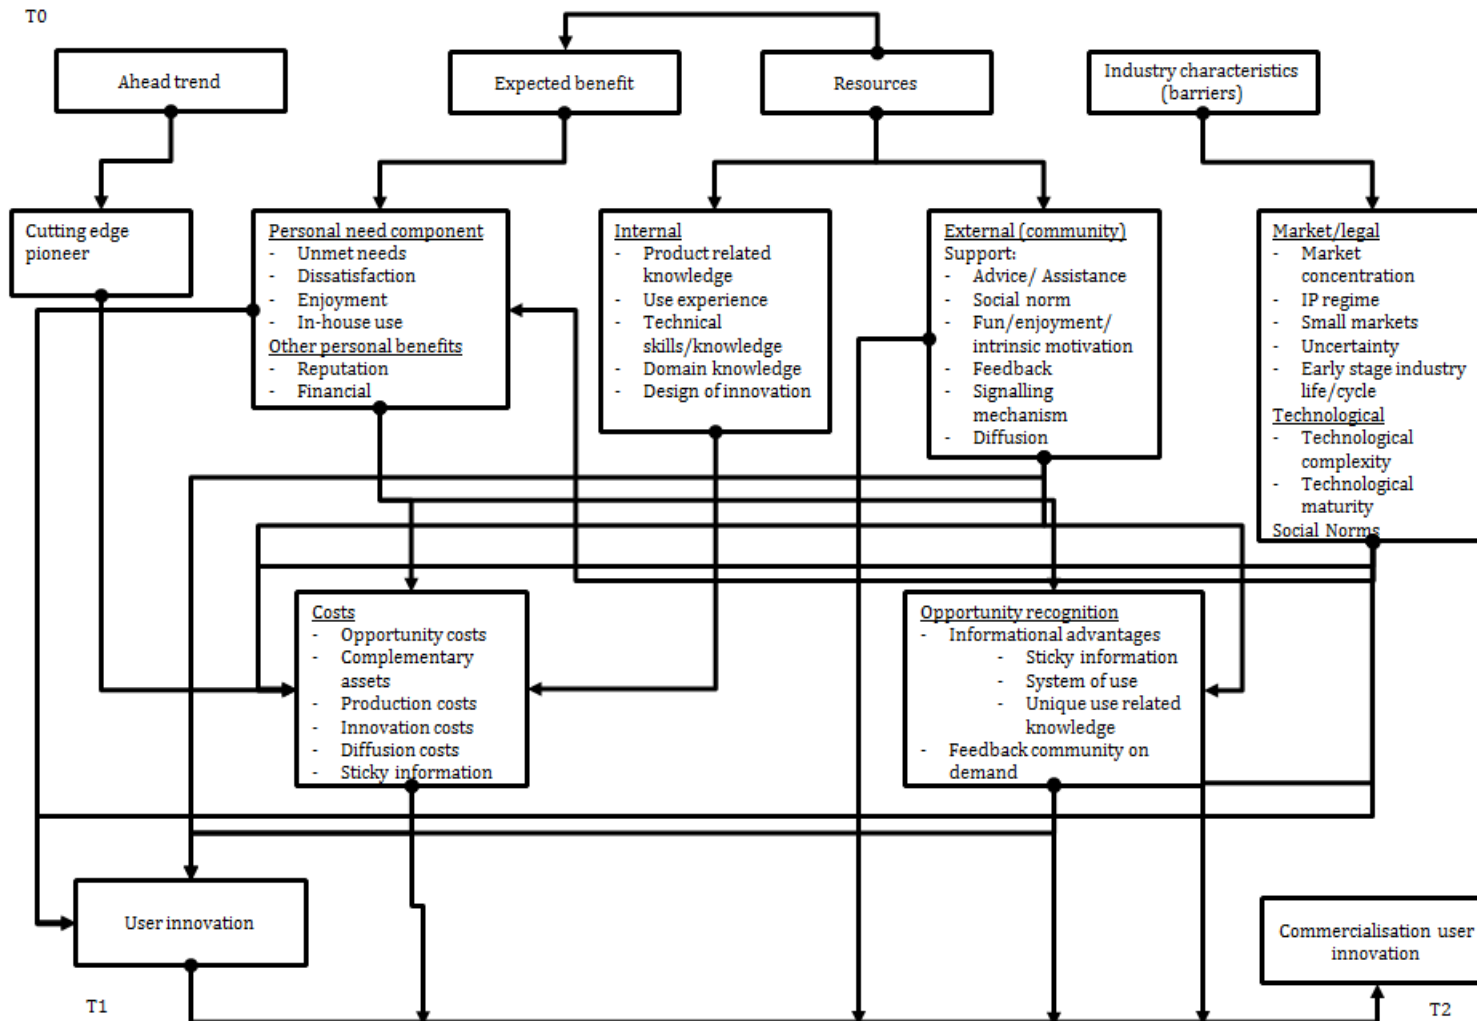 T0
Ahead trend
Expected benefit
Resources
Industry characteristics
(barriers)
Cutting edge
pioneer
Personal need component
- Unmet needs
- Dissatisfaction
- Enjoyment
- In-house use
Other personal benefits
- Reputation
- Financial
Internal
- Product related
knowledge
- Use experience
- Technical
skills/knowledge
- Domain knowledge
- Design of innovation
External (community)
Support:
- Advice/ Assistance
- Social norm
- Fun/enjoyment/
intrinsic motivation
- Feedback
- Signalling
mechanism
- Diffusion
Market/legal
- Market
concentration
- IP regime
- Small markets
- Uncertainty
- Early stage industry
life/cycle
Technological
- Technological
complexity
- Technological
maturity
Social Norms
Costs
- Opportunity costs
- Complementary
assets
- Production costs
- Innovation costs
- Diffusion costs
- Sticky information
Opportunity recognition
- Informational advantages
- Sticky information
- System of use
- Unique use related
knowledge
- Feedback community on
demand
User innovation
Commercialisation user
innovation
T1
T2